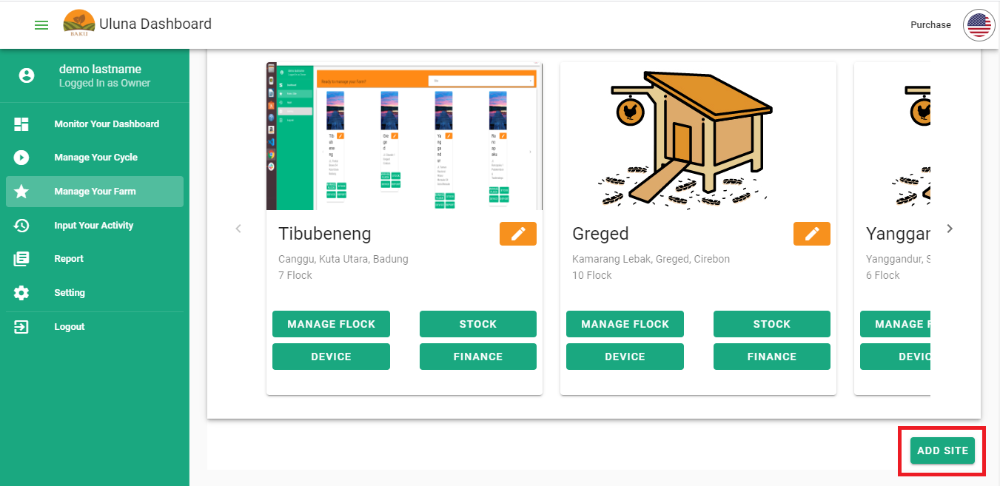 BAKU
Uluna Dashboard
Purchase
demo lastname
Logged In as Owner
Monitor Your Dashboard
Manage Your Cycle
Manage Your Farm
Input Your Activity
Report
Setting
Logout
Ready to manage your Farm?
Tibubeneng
Canggu, Kuta Utara, Badung
7 Flock
MANAGE FLOCK
STOCK
DEVICE
FINANCE
Greged
Kamarang Lebak, Greged, Cirebon
10 Flock
MANAGE FLOCK
STOCK
DEVICE
FINANCE
Yanggan
Yanggandur, S
6 Flock
MANAGE F
DEVIC
ADD SITE